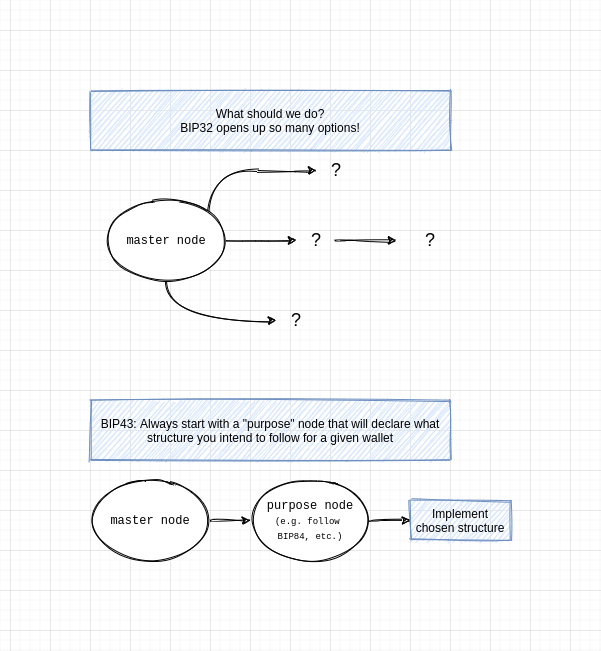 What should we do?
BIP32 opens up so many options!
?
master node
? ?
?
BIP43: Always start with a "purpose" node that will declare what
structure you intend to follow for a given wallet
master node
purpose node
(e.g. follow
BIP84, etc.)
Implement
chosen structure